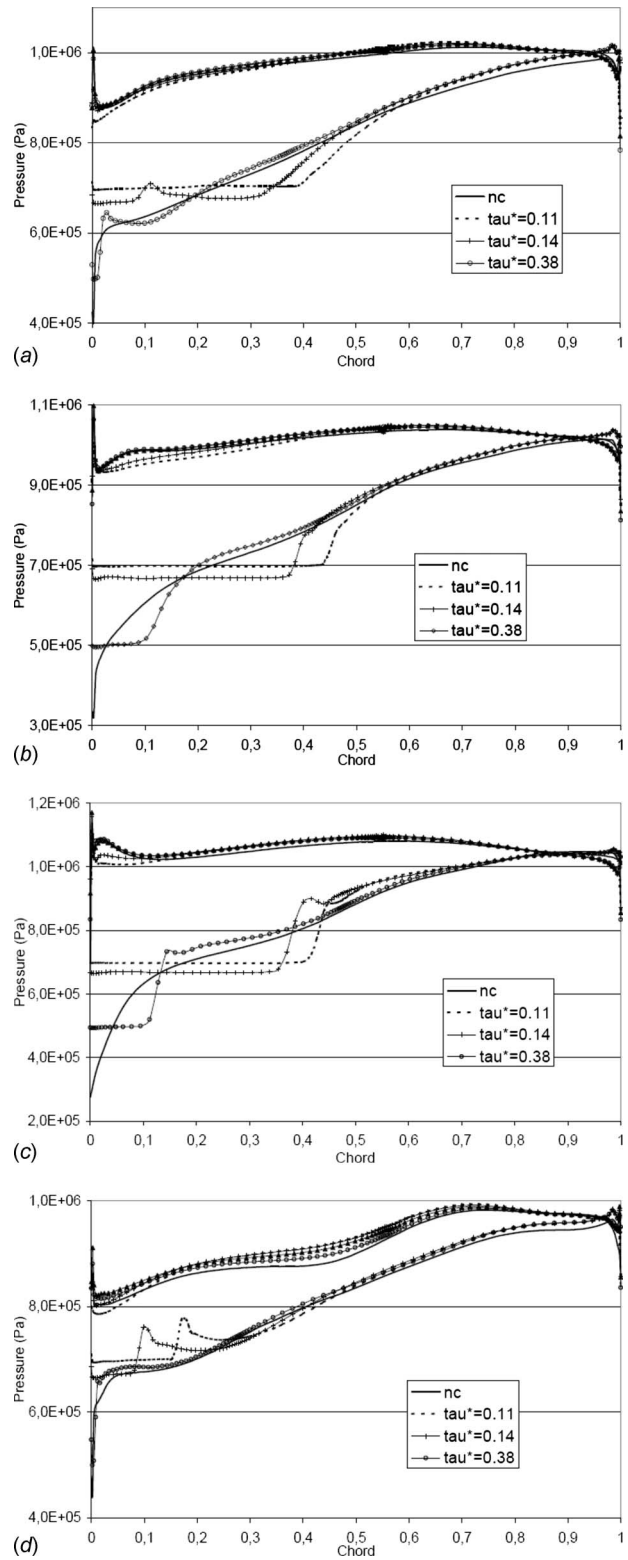 1,0E+06
8,0E+05
6,0E+05
4,0E+05
Pressure (Pa)
nc
tau*=0.11
tau*=0.14
tau*=0.38
0 0,1 0,2 0,3 0,4 0,5 0,6 0,7 0,8 0,9 1
Chord
(a)
1,1E+06
9,0E+05
7,0E+05
5,0E+05
3,0E+05
Pressure (Pa)
nc
tau*=0.11
tau*=0.14
tau*=0.38
0 0,1 0,2 0,3 0,4 0,5 0,6 0,7 0,8 0,9 1
Chord
(b)
1,2E+06
1,0E+06
8,0E+05
6,0E+05
4,0E+05
2,0E+05
Pressure (Pa)
nc
tau*=0.11
tau*=0.14
tau*=0.38
0 0,1 0,2 0,3 0,4 0,5 0,6 0,7 0,8 0,9 1
Chord
(c)
1,0E+06
8,0E+05
6,0E+05
4,0E+05
Pressure (Pa)
nc
tau*=0.11
tau*=0.14
tau*=0.38
0 0,1 0,2 0,3 0,4 0,5 0,6 0,7 0,8 0,9 1
Chord
(d)